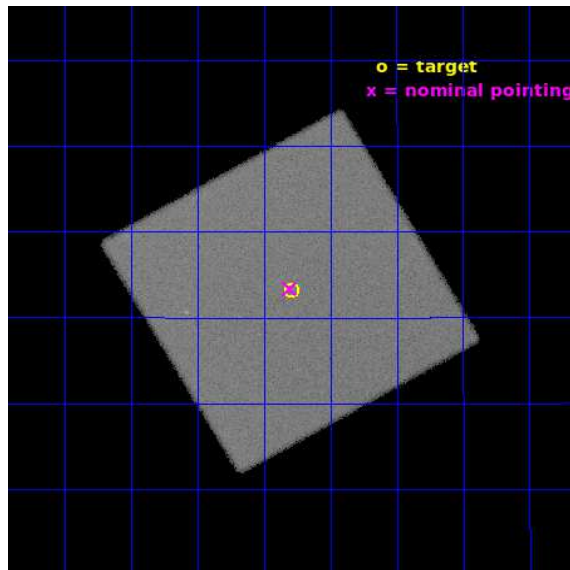 o = target
x = nominal pointing